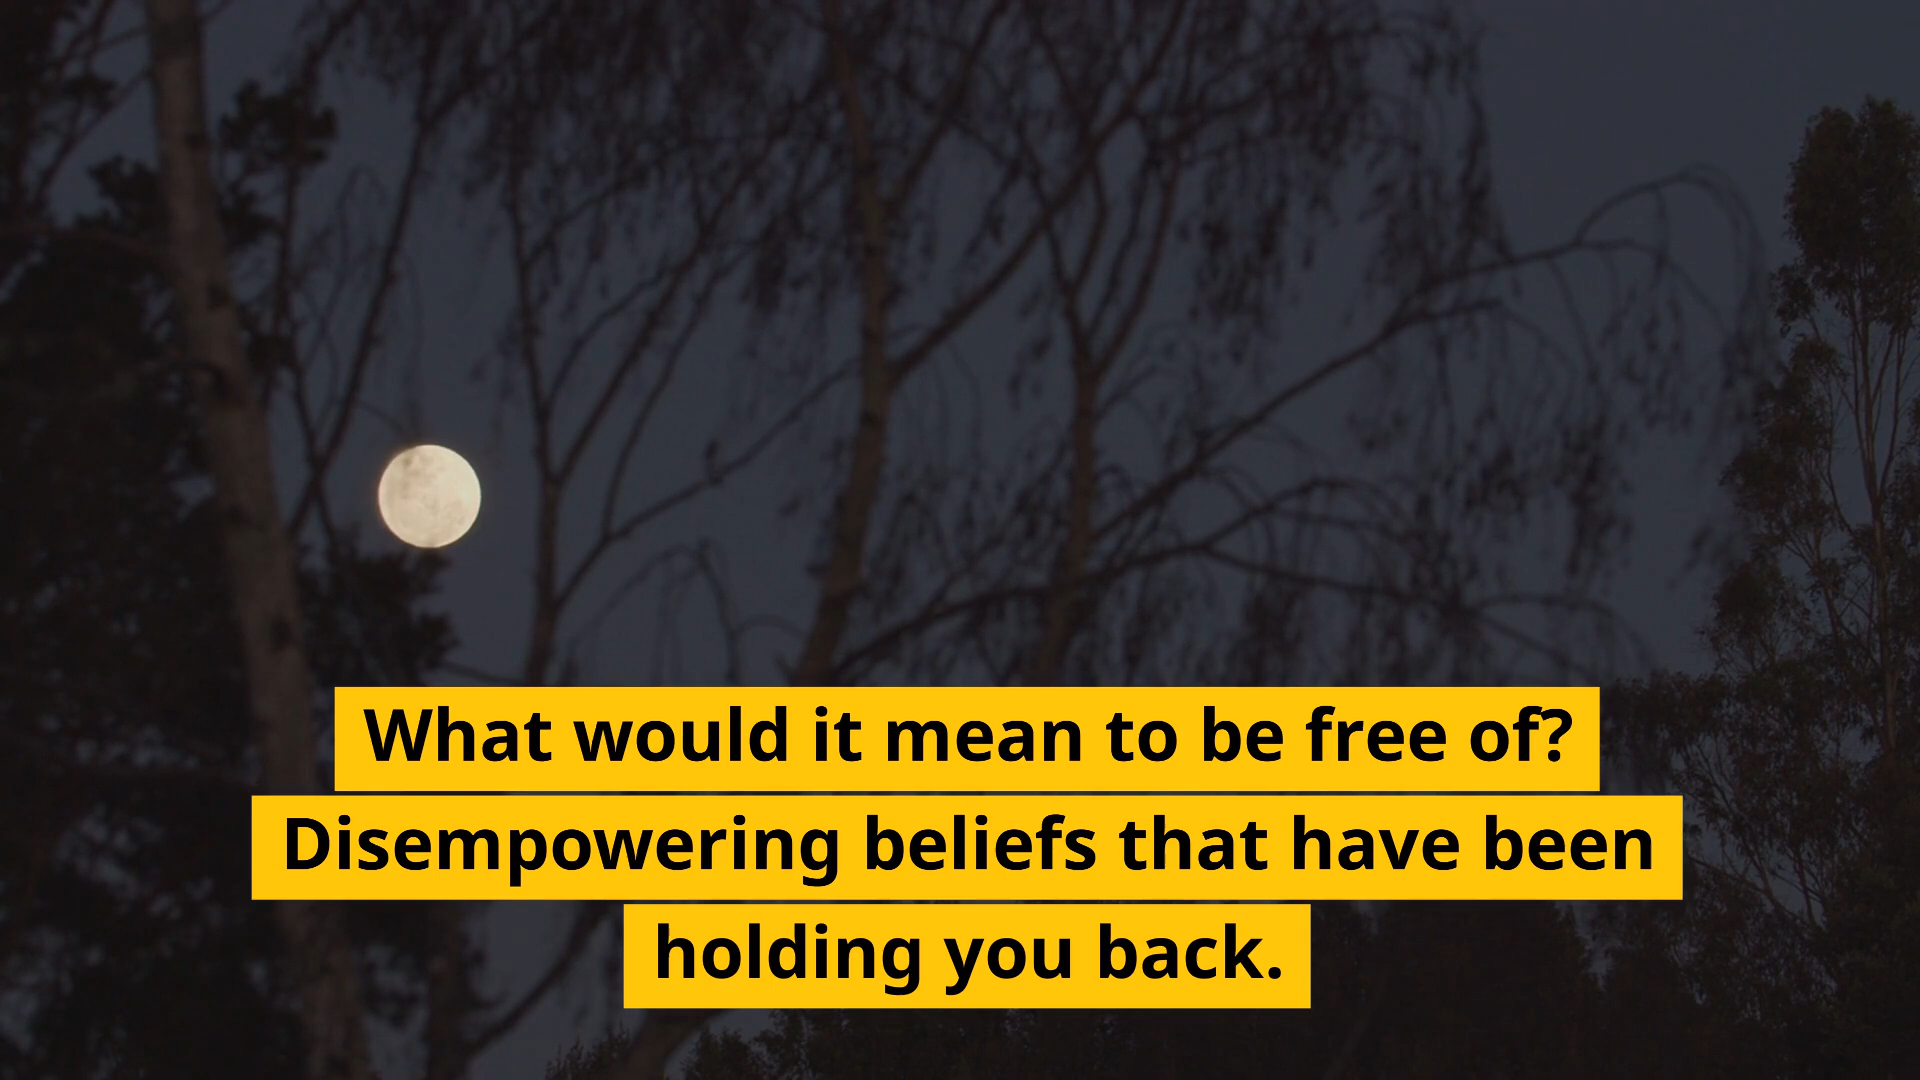 What would it mean to be free of?
Disempowering beliefs that have been
holding you back.